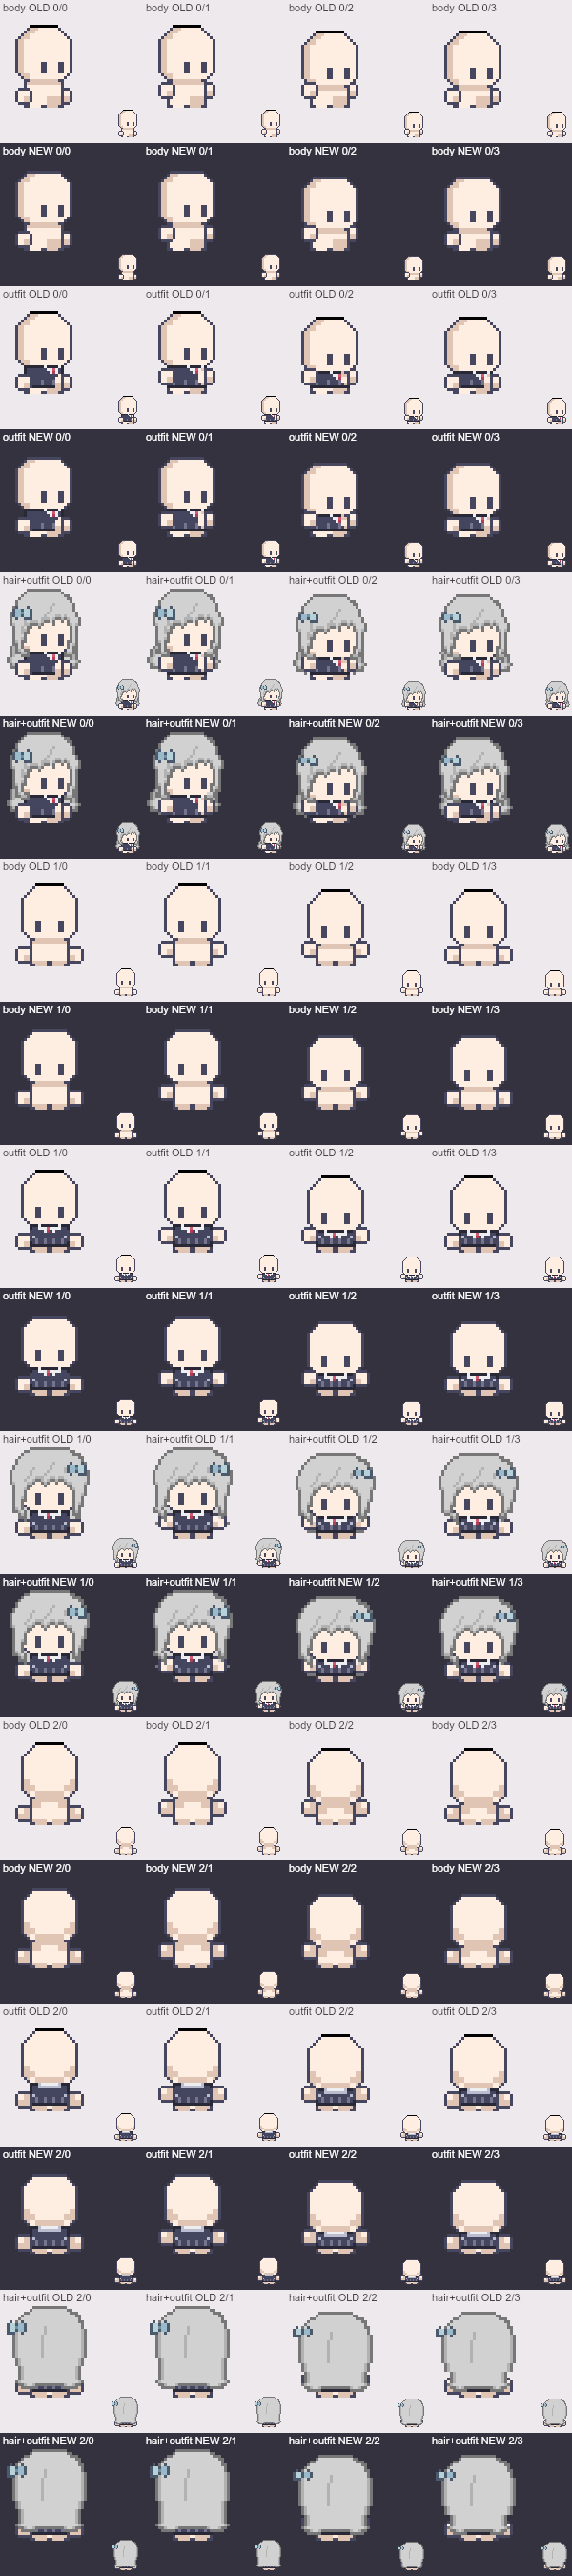 body OLD 0/0 body OLD 0/1 body OLD 0/2 body OLD 0/3
body NEW 0/0 body NEW 0/1 body NEW 0/2 body NEW 0/3
outfit OLD 0/0 outfit OLD 0/1 outfit OLD 0/2 outfit OLD 0/3
outfit NEW 0/0 outfit NEW 0/1 outfit NEW 0/2 outfit NEW 0/3
hair+outfit OLD 0/0 hair+outfit OLD 0/1 hair+outfit OLD 0/2 hair+outfit OLD 0/3
hair+outfit NEW 0/0 hair+outfit NEW 0/1 hair+outfit NEW 0/2 hair+outfit NEW 0/3
body OLD 1/0 body OLD 1/1 body OLD 1/2 body OLD 1/3
body NEW 1/0 body NEW 1/1 body NEW 1/2 body NEW 1/3
outfit OLD 1/0 outfit OLD 1/1 outfit OLD 1/2 outfit OLD 1/3
outfit NEW 1/0 outfit NEW 1/1 outfit NEW 1/2 outfit NEW 1/3
hair+outfit OLD 1/0 hair+outfit OLD 1/1 hair+outfit OLD 1/2 hair+outfit OLD 1/3
hair+outfit NEW 1/0 hair+outfit NEW 1/1 hair+outfit NEW 1/2 hair+outfit NEW 1/3
body OLD 2/0 body OLD 2/1 body OLD 2/2 body OLD 2/3
body NEW 2/0 body NEW 2/1 body NEW 2/2 body NEW 2/3
outfit OLD 2/0 outfit OLD 2/1 outfit OLD 2/2 outfit OLD 2/3
outfit NEW 2/0 outfit NEW 2/1 outfit NEW 2/2 outfit NEW 2/3
hair+outfit OLD 2/0 hair+outfit OLD 2/1 hair+outfit OLD 2/2 hair+outfit OLD 2/3
hair+outfit NEW 2/0 hair+outfit NEW 2/1 hair+outfit NEW 2/2 hair+outfit NEW 2/3